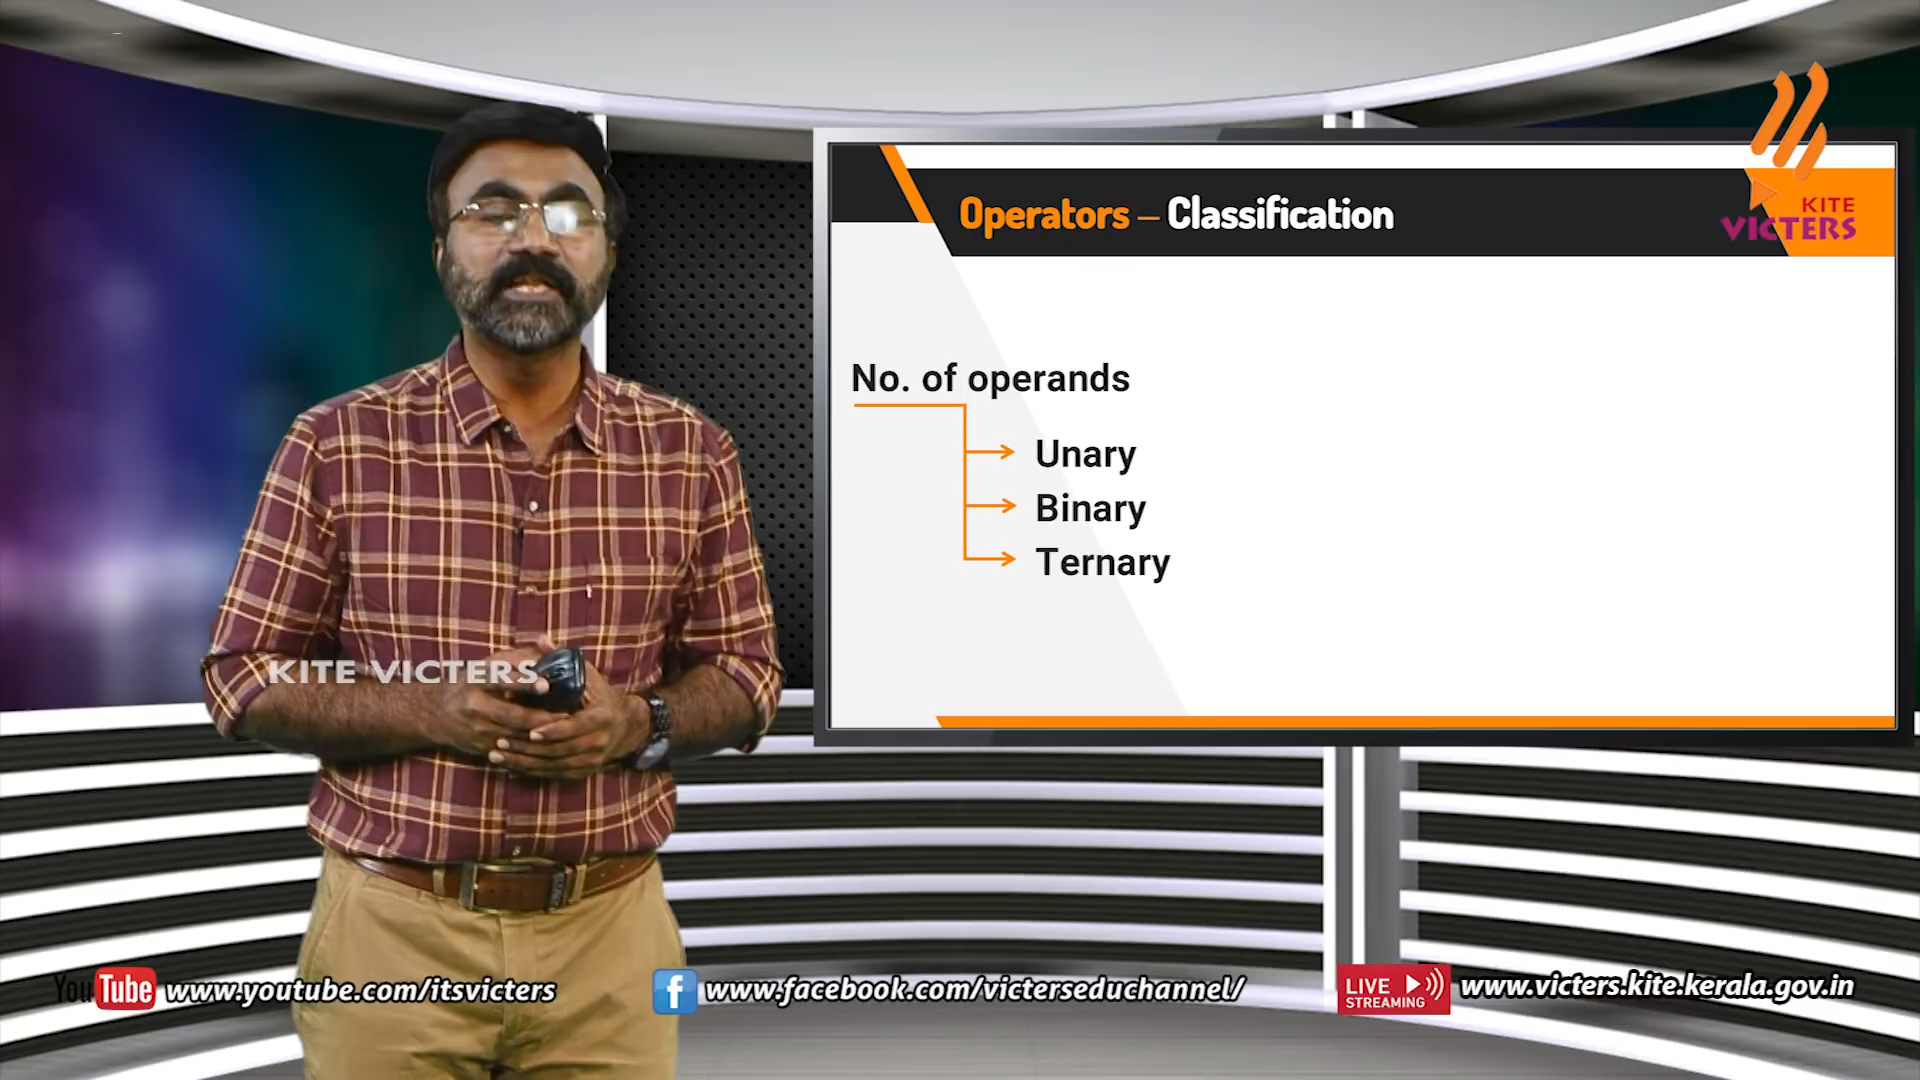 Operators – Classification
KITE
VICTERS
No. of operands
Unary
Binary
Ternary
KITE VICTERS
YouTube www.youtube.com/itsvicters
f www.facebook.com/victerseduchannel/
LIVE
STREAMING
www.victers.kite.kerala.gov.in